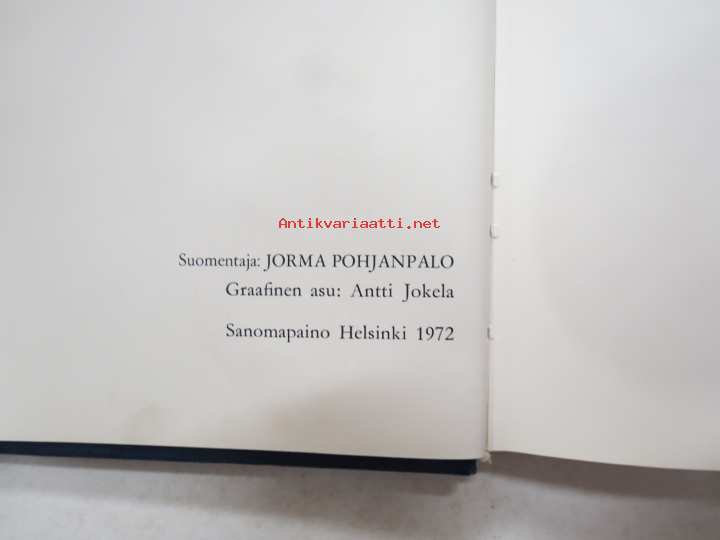 Antikvariaatti.net
Suomentaja: JORMA POHJANPALO
Graafinen asu: Antti Jokela
Sanomapaino Helsinki 1972